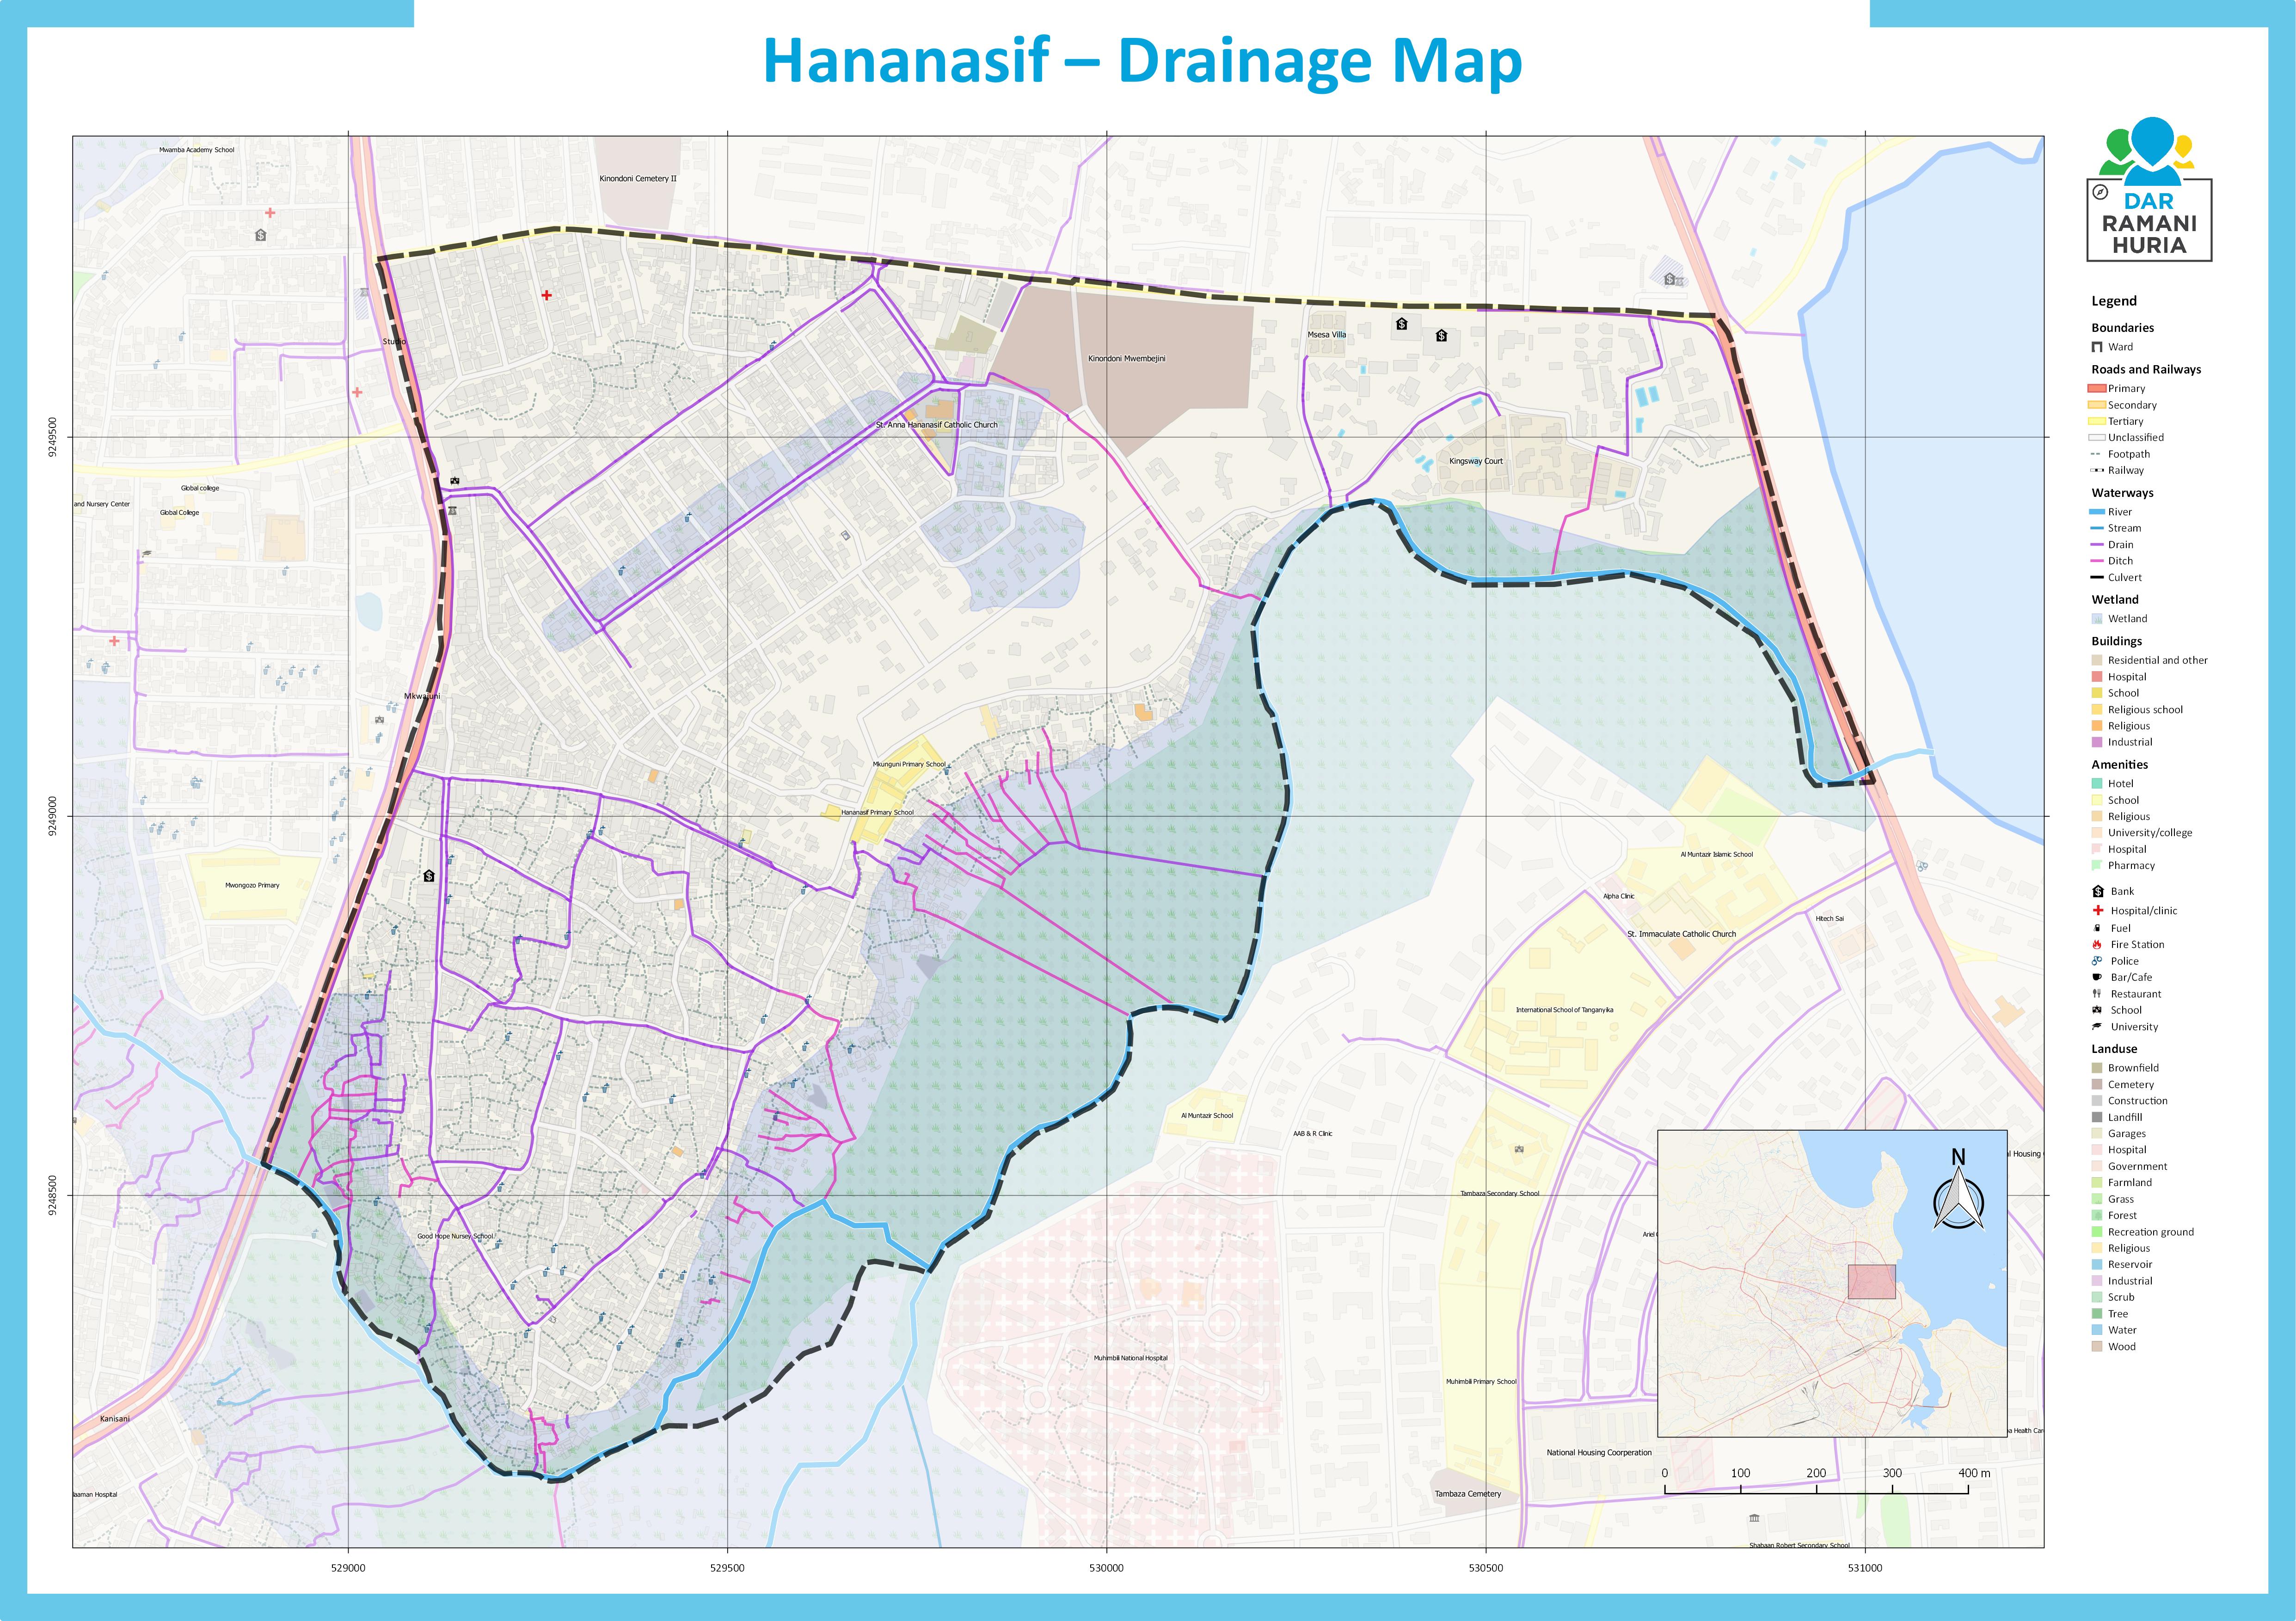 Hananasif – Drainage Map
DAR
RAMANI
HURIA
Mwamba Academy School
Kinondoni Cemetery II
Studio
Msesa Villa
Kinondoni Mwembejini
St. Anna Hananasif Catholic Church
Kingsway Court
Global college
and Nursery Center
Global College
Mkwajuni
Mkunguni Primary School
Hananasif Primary School
Mwongozo Primary
Al Muntazir Islamic School
Alpha Clinic
Hitech Sai
St. Immaculate Catholic Church
International School of Tanganyika
Al Muntazir School
AAB & R Clinic
al Housing
Tambaza Secondary School
Good Hope Nursey School
Ariel
Muhimbili National Hospital
Muhimbili Primary School
Kanisani
National Housing Coorperation
pa Health Car
Tambaza Cemetery
laaman Hospital
Shabaan Robert Secondary School
N
0 100 200 300 400 m
9249500
9249000
9248500
529000 529500 530000 530500 531000
Legend
Boundaries
Ward
Roads and Railways
Primary
Secondary
Tertiary
Unclassified
Footpath
Railway
Waterways
River
Stream
Drain
Ditch
Culvert
Wetland
Wetland
Buildings
Residential and other
Hospital
School
Religious school
Religious
Industrial
Amenities
Hotel
School
Religious
University/college
Hospital
Pharmacy
Bank
Hospital/clinic
Fuel
Fire Station
Police
Bar/Cafe
Restaurant
School
University
Landuse
Brownfield
Cemetery
Construction
Landfill
Garages
Hospital
Government
Farmland
Grass
Forest
Recreation ground
Religious
Reservoir
Industrial
Scrub
Tree
Water
Wood